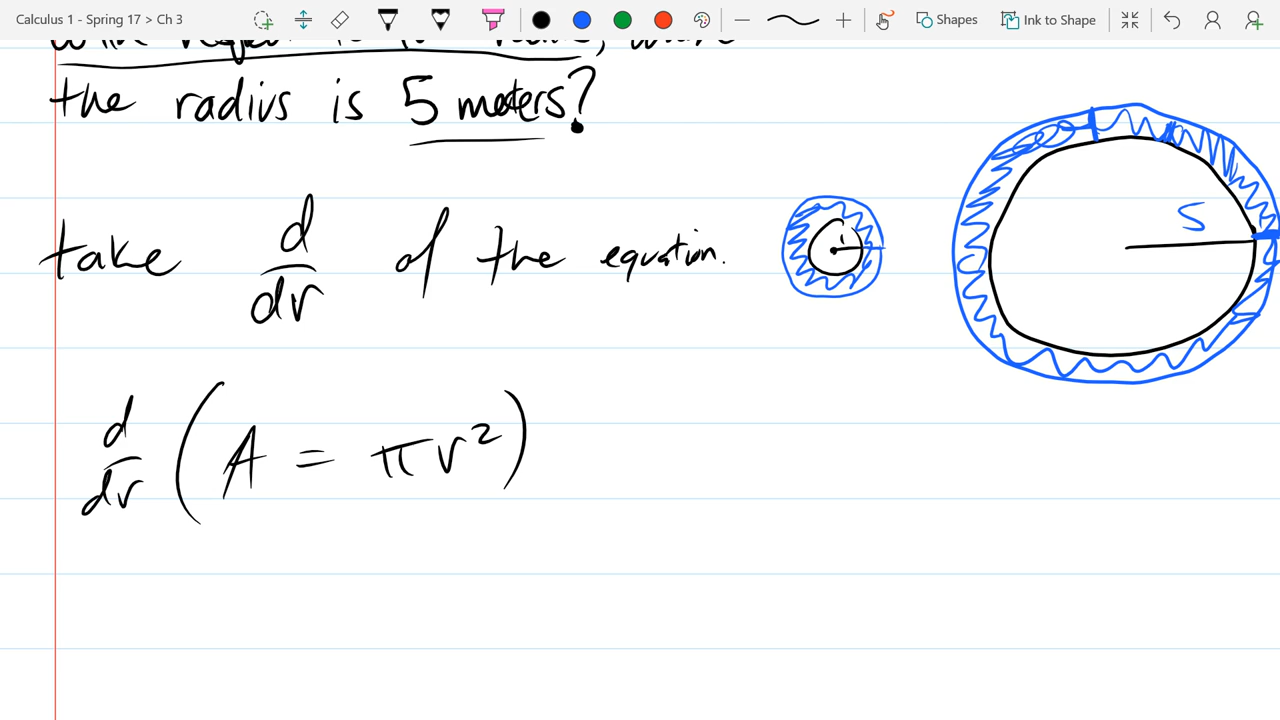 Calculus 1 - Spring 17 > Ch 3
Shapes
Ink to Shape
the radius is 5 meters?
take d/dr of the equation.
1
5
d/dr (A = πr²)